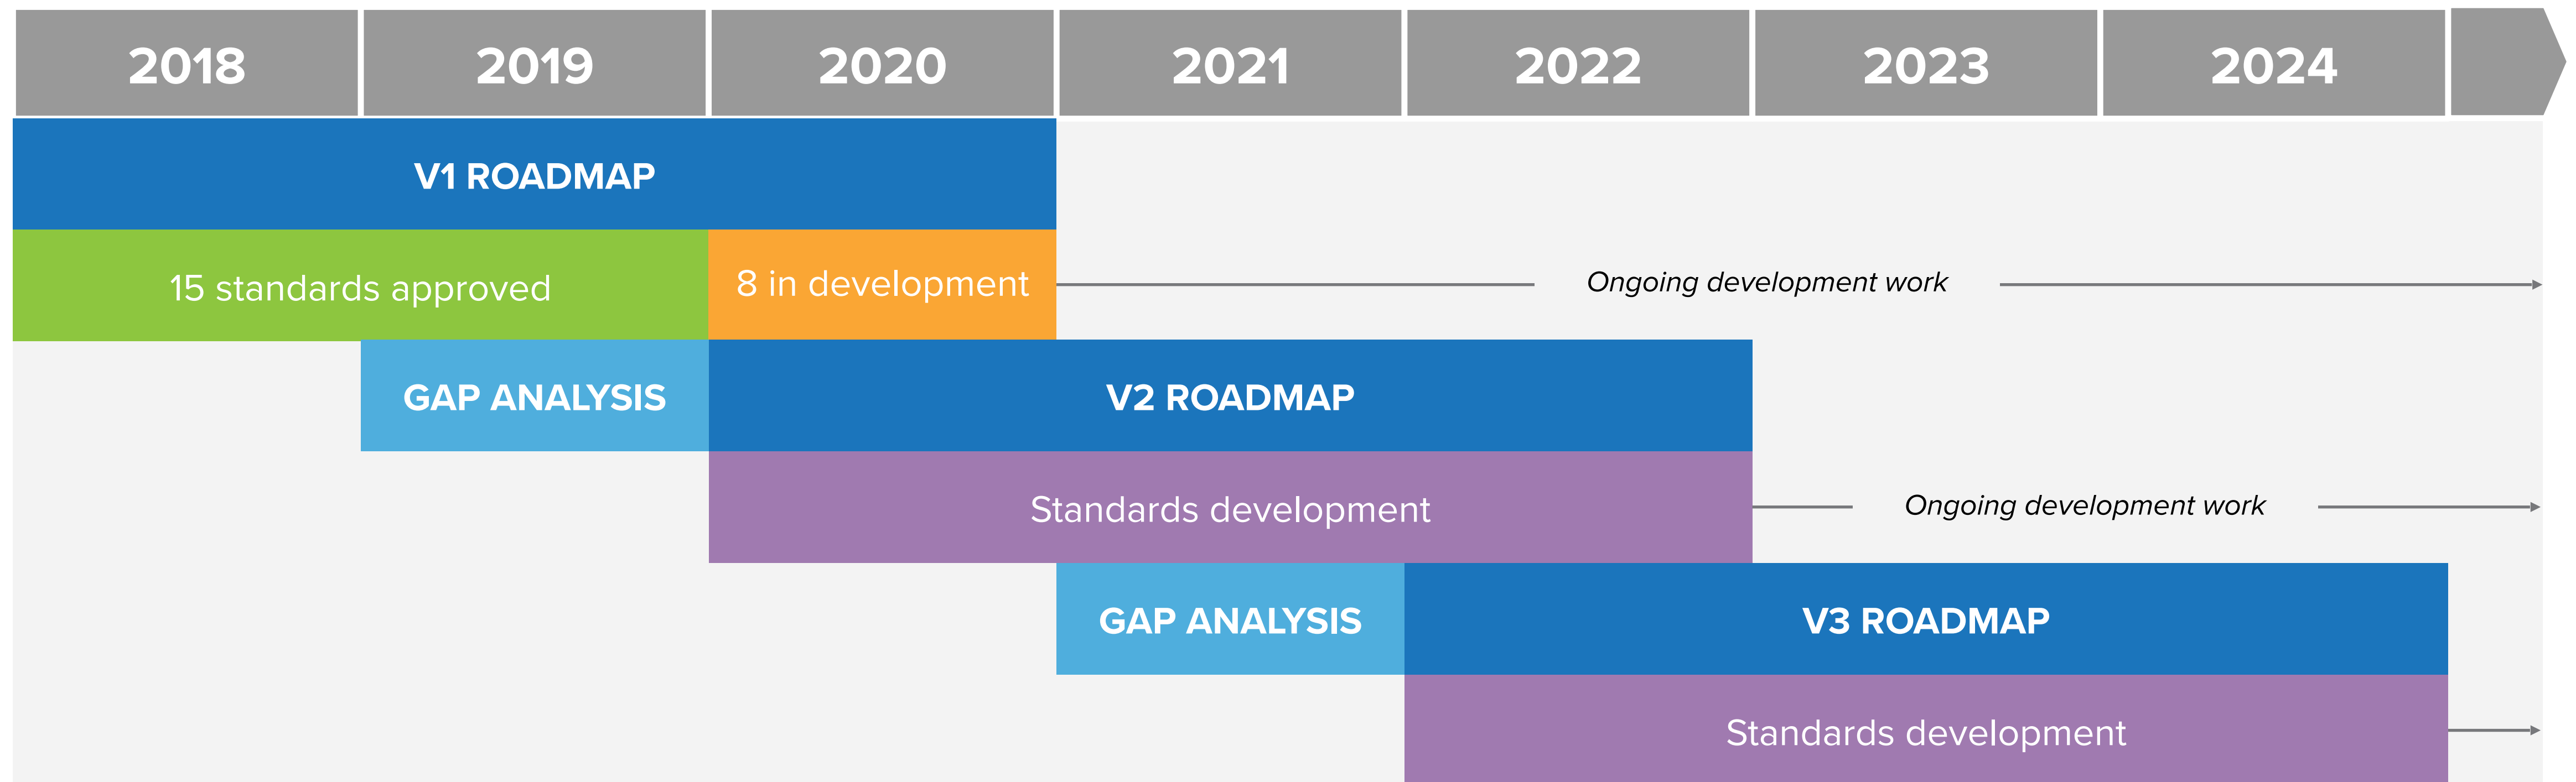 2018 2019 2020 2021 2022 2023 2024
V1 ROADMAP
15 standards approved 8 in development Ongoing development work
GAP ANALYSIS V2 ROADMAP
Standards development Ongoing development work
GAP ANALYSIS V3 ROADMAP
Standards development